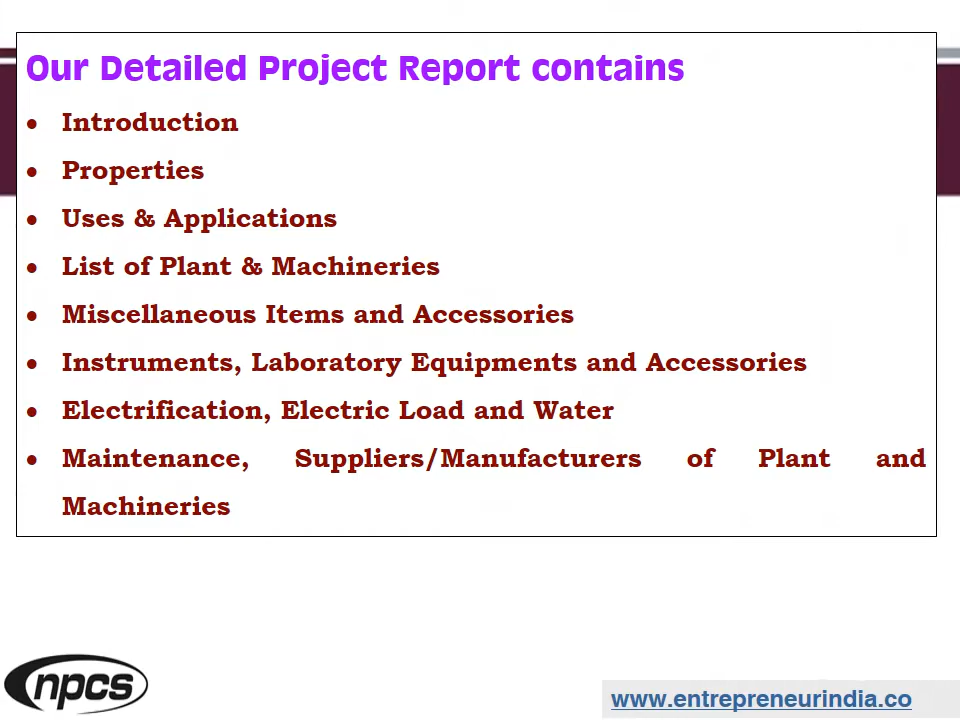 Our Detailed Project Report contains
• Introduction
• Properties
• Uses & Applications
• List of Plant & Machineries
• Miscellaneous Items and Accessories
• Instruments, Laboratory Equipments and Accessories
• Electrification, Electric Load and Water
• Maintenance, Suppliers/Manufacturers of Plant and
Machineries
npcs
www.entrepreneurindia.co